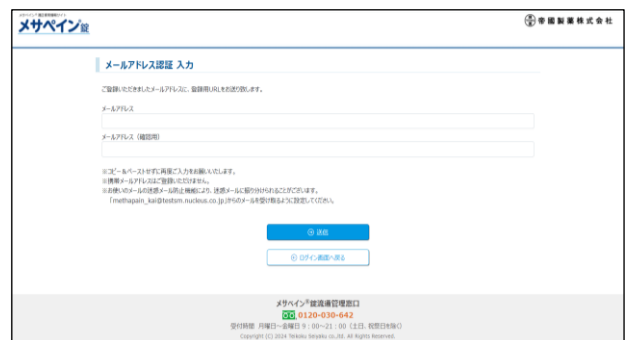 メサペイン錠
帝國製薬株式会社
メールアドレス認証 入力
ご登録いただきましたメールアドレスに、登録用URLをお送り致します。
メールアドレス
メールアドレス（確認用）
※コピー&ペーストせずに再度ご入力をお願いいたします。
※携帯メールアドレスはご登録いただけません。
※お使いのメールの迷惑メール防止機能により、迷惑メールに振り分けられることがございます。
「methapain_kai@testsm.nucleus.co.jp」からのメールを受け取るように設定してください。
送信
ログイン画面へ戻る
メサペイン®錠流通管理窓口
0120-030-642
受付時間 月曜日～金曜日 9：00～21：00（土日、祝祭日を除く）
Copyright (C) 2024 Teikoku Seiyaku co.,ltd. All Rights Reserved.